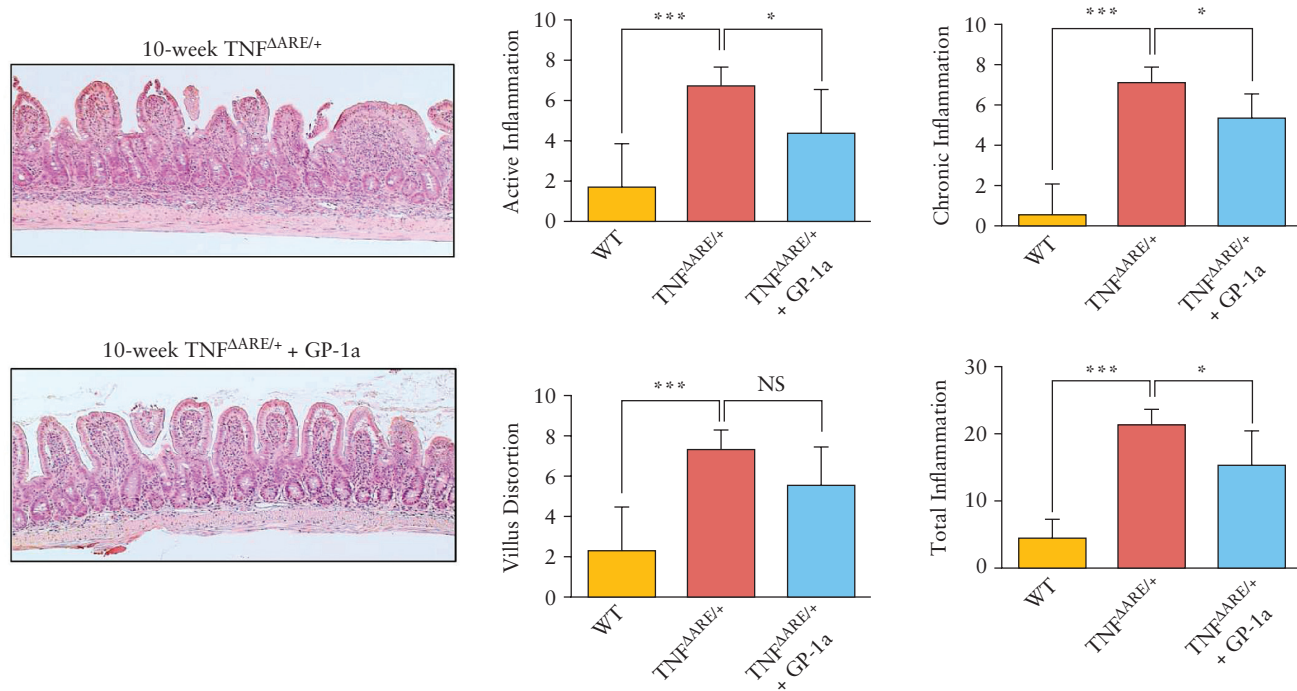 10-week TNF^ΔARE/+
10-week TNF^ΔARE/+ + GP-1a
Active Inflammation
10
8
6
4
2
0
***
*
WT
TNF^ΔARE/+
TNF^ΔARE/+
+ GP-1a
Chronic Inflammation
10
8
6
4
2
0
***
*
WT
TNF^ΔARE/+
TNF^ΔARE/+
+ GP-1a
Villus Distortion
10
8
6
4
2
0
***
NS
WT
TNF^ΔARE/+
TNF^ΔARE/+
+ GP-1a
Total Inflammation
30
20
10
0
***
*
WT
TNF^ΔARE/+
TNF^ΔARE/+
+ GP-1a